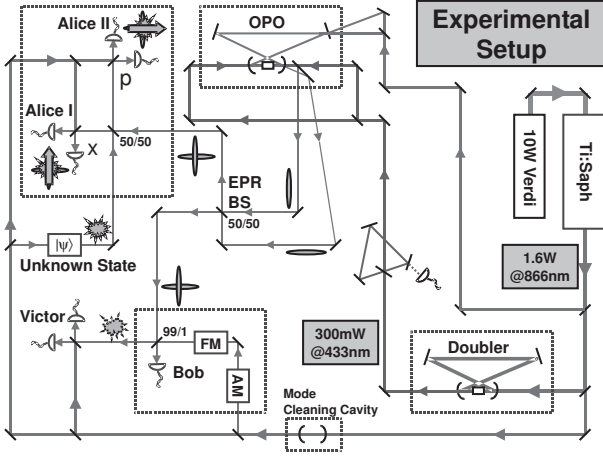 Alice II
OPO
Experimental
Setup
p
Alice I
x
50/50
10W Verdi
Ti:Saph
EPR
BS
50/50
|ψ⟩
Unknown State
1.6W
@866nm
Victor
99/1
FM
Bob
AM
300mW
@433nm
Doubler
Mode
Cleaning Cavity